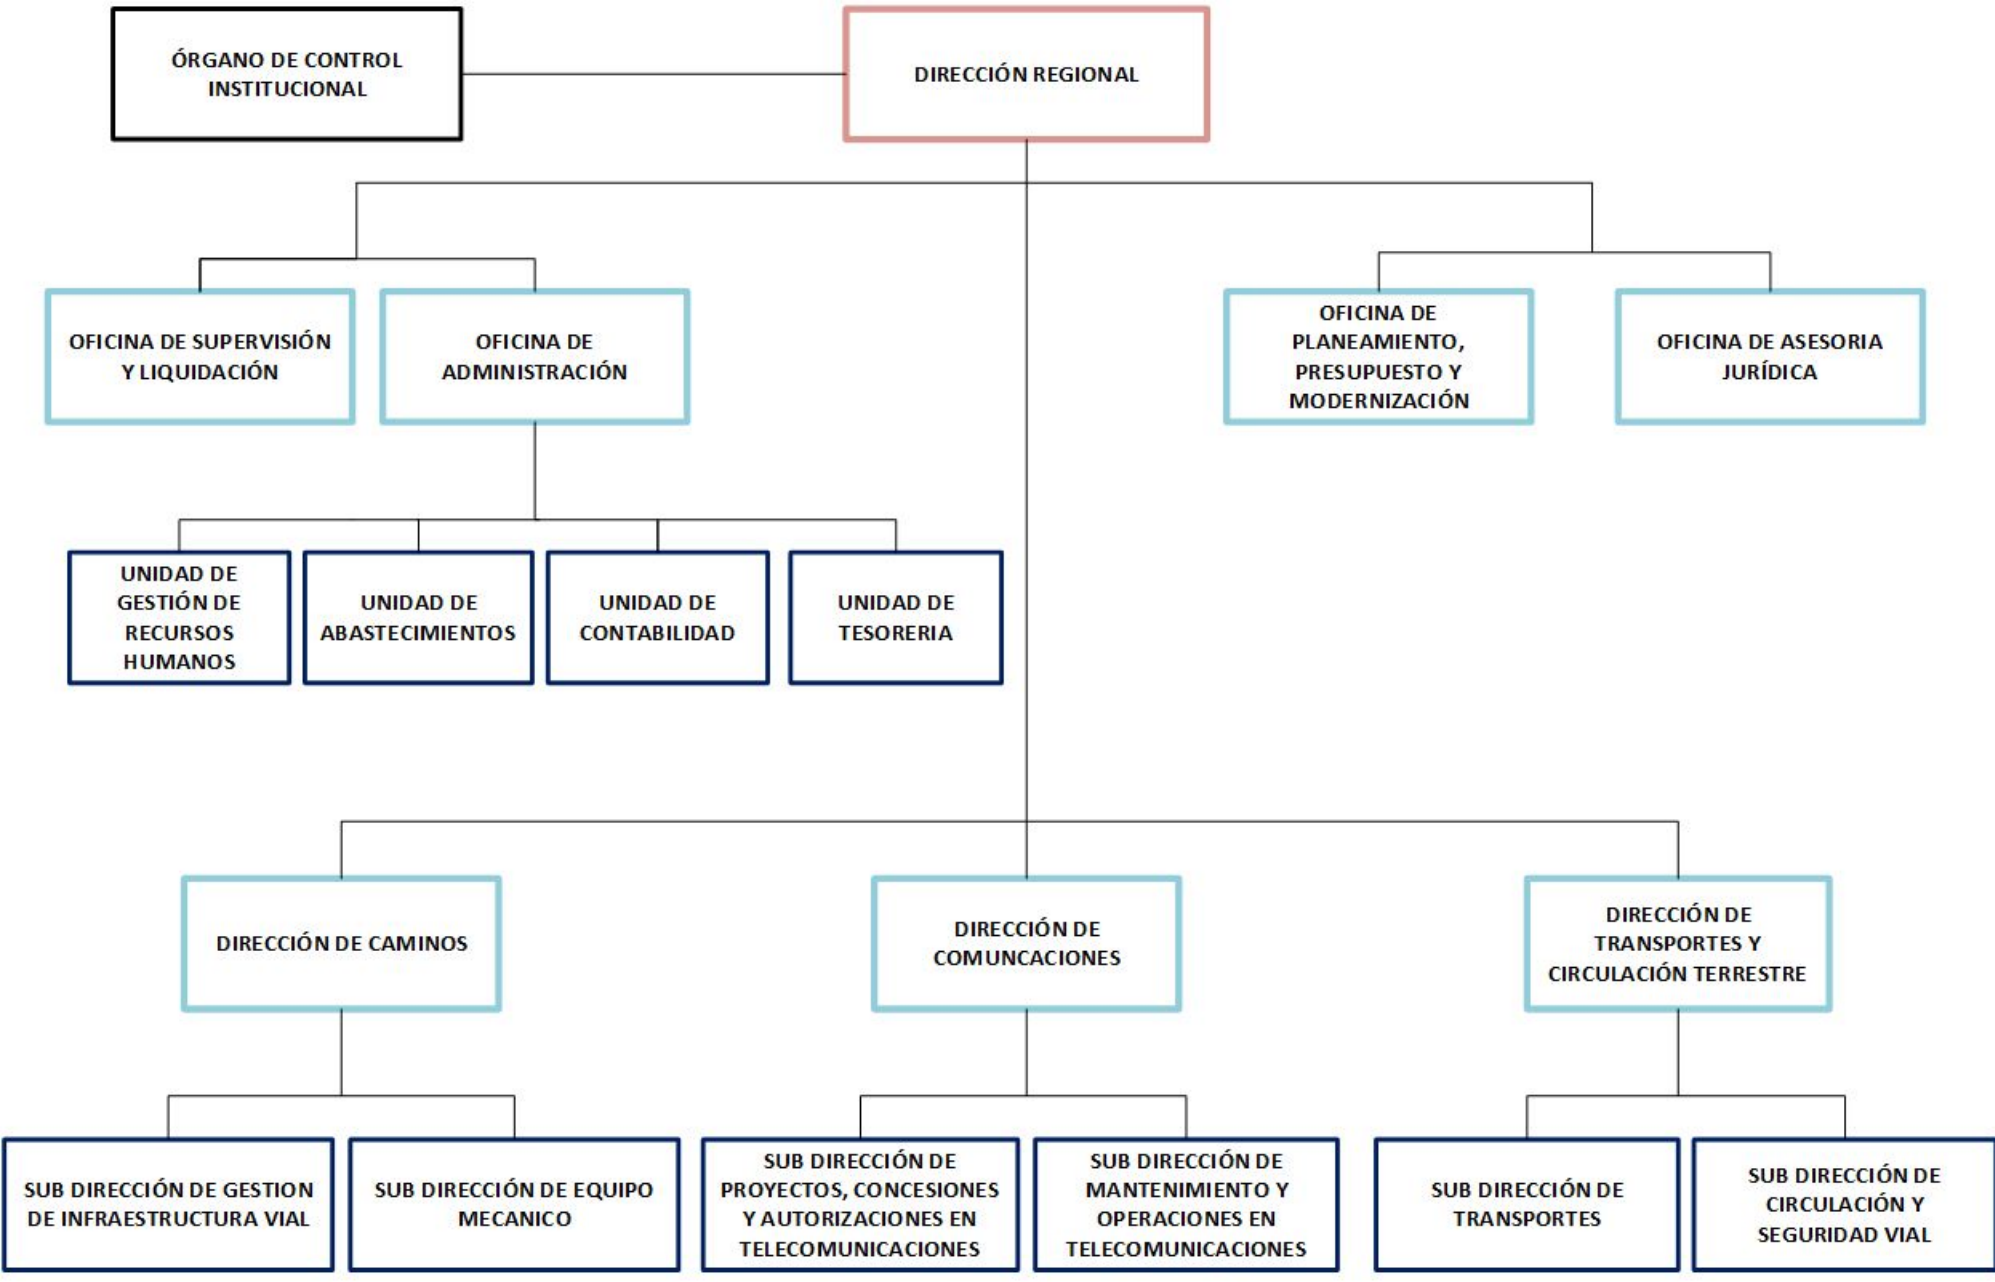 ÓRGANO DE CONTROL
INSTITUCIONAL
DIRECCIÓN REGIONAL
OFICINA DE SUPERVISIÓN
Y LIQUIDACIÓN
OFICINA DE
ADMINISTRACIÓN
OFICINA DE
PLANEAMIENTO,
PRESUPUESTO Y
MODERNIZACIÓN
OFICINA DE ASESORIA
JURÍDICA
UNIDAD DE
GESTIÓN DE
RECURSOS
HUMANOS
UNIDAD DE
ABASTECIMIENTOS
UNIDAD DE
CONTABILIDAD
UNIDAD DE
TESORERIA
DIRECCIÓN DE CAMINOS
DIRECCIÓN DE
COMUNCACIONES
DIRECCIÓN DE
TRANSPORTES Y
CIRCULACIÓN TERRESTRE
SUB DIRECCIÓN DE GESTION
DE INFRAESTRUCTURA VIAL
SUB DIRECCIÓN DE EQUIPO
MECANICO
SUB DIRECCIÓN DE
PROYECTOS, CONCESIONES
Y AUTORIZACIONES EN
TELECOMUNICACIONES
SUB DIRECCIÓN DE
MANTENIMIENTO Y
OPERACIONES EN
TELECOMUNICACIONES
SUB DIRECCIÓN DE
TRANSPORTES
SUB DIRECCIÓN DE
CIRCULACIÓN Y
SEGURIDAD VIAL